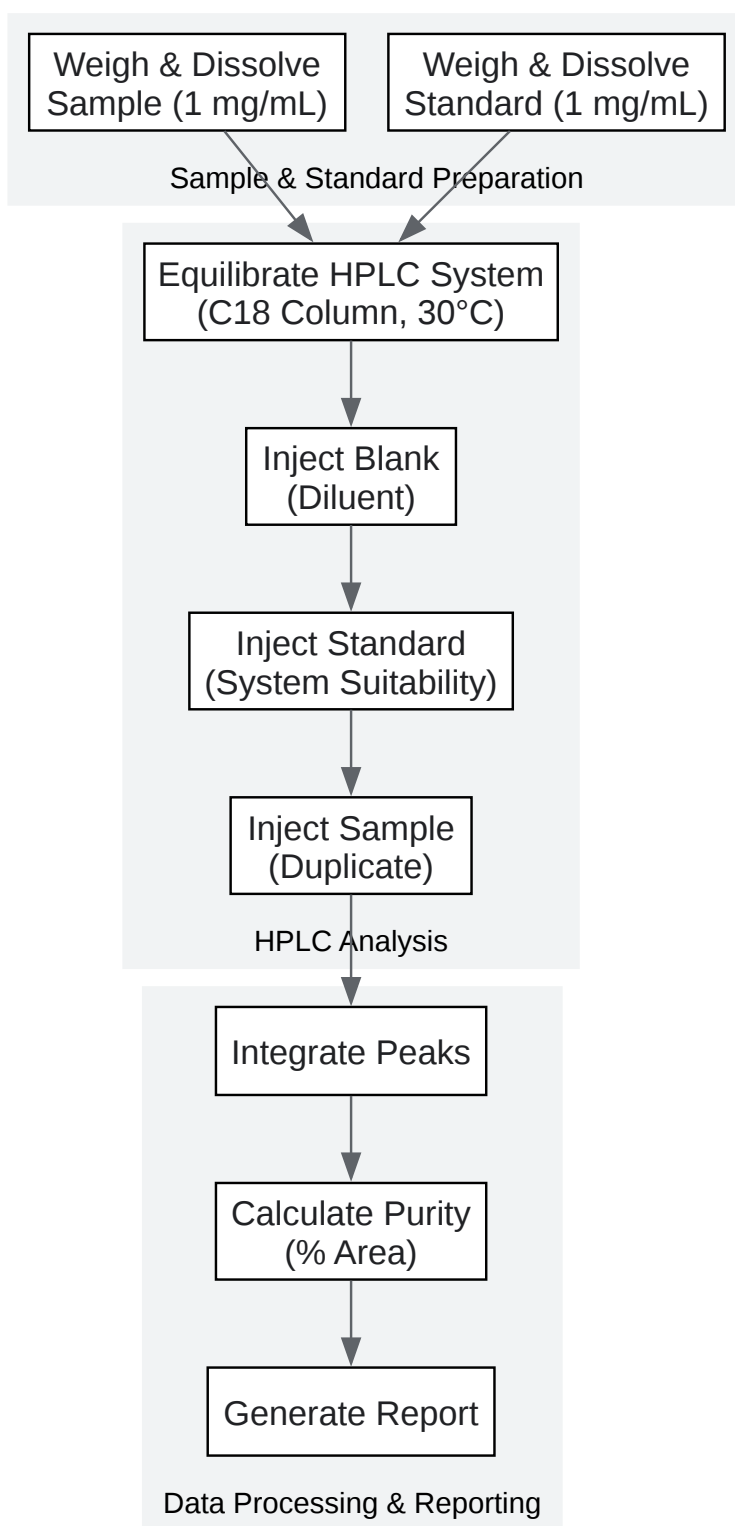 Weigh & Dissolve
Sample (1 mg/mL)
Weigh & Dissolve
Standard (1 mg/mL)
Sample & Standard Preparation
Equilibrate HPLC System
(C18 Column, 30°C)
Inject Blank
(Diluent)
Inject Standard
(System Suitability)
Inject Sample
(Duplicate)
HPLC Analysis
Integrate Peaks
Calculate Purity
(% Area)
Generate Report
Data Processing & Reporting